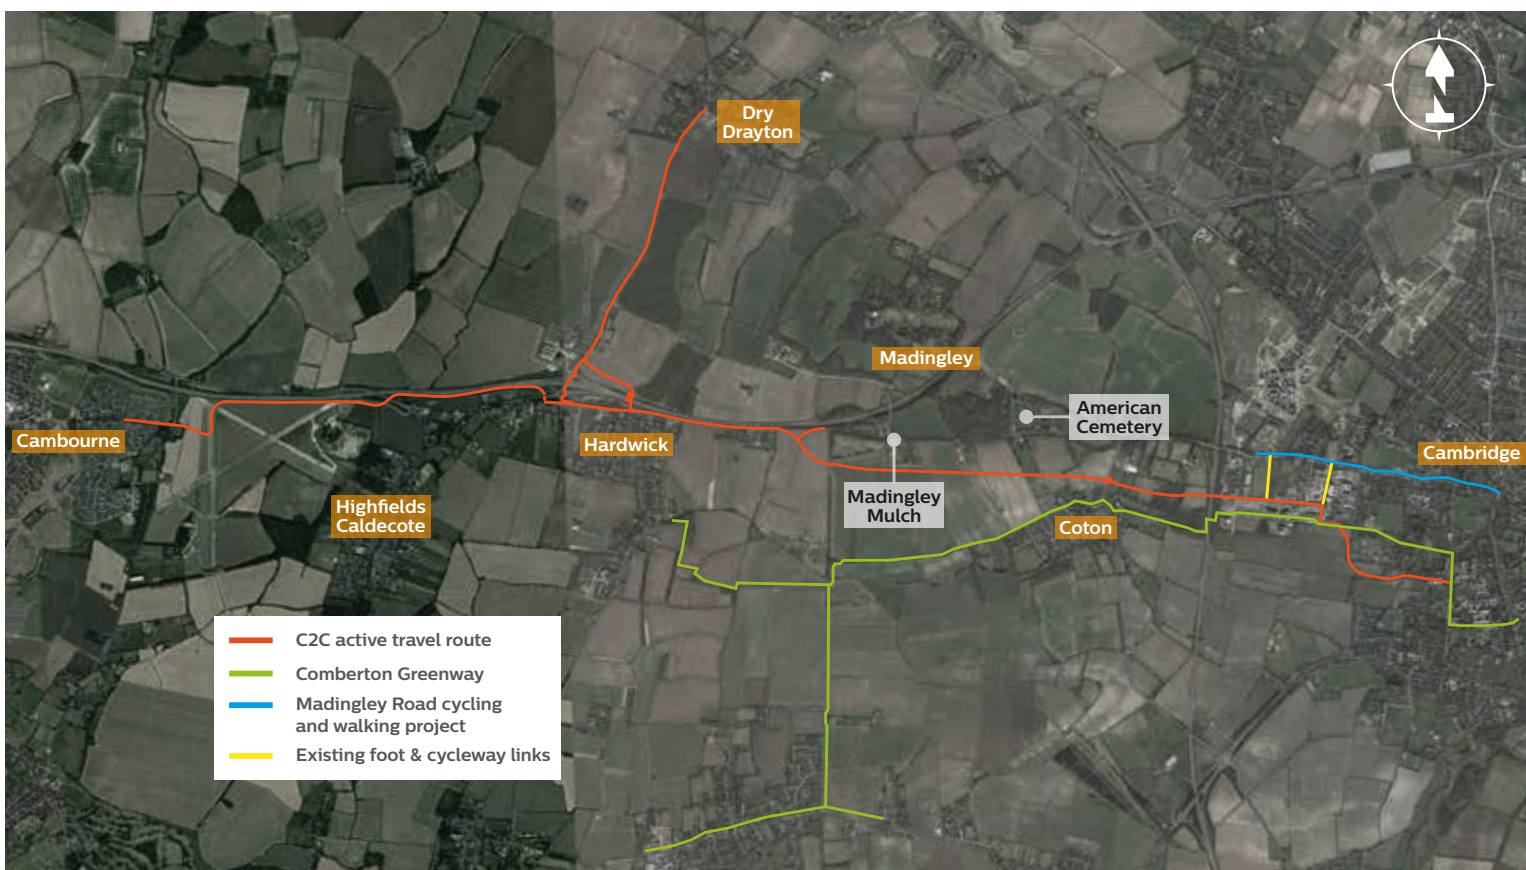 N
Dry
Drayton
Madingley
American
Cemetery
Cambourne
Hardwick
Cambridge
Madingley
Mulch
Highfields
Caldecote
Coton
C2C active travel route
Comberton Greenway
Madingley Road cycling
and walking project
Existing foot & cycleway links